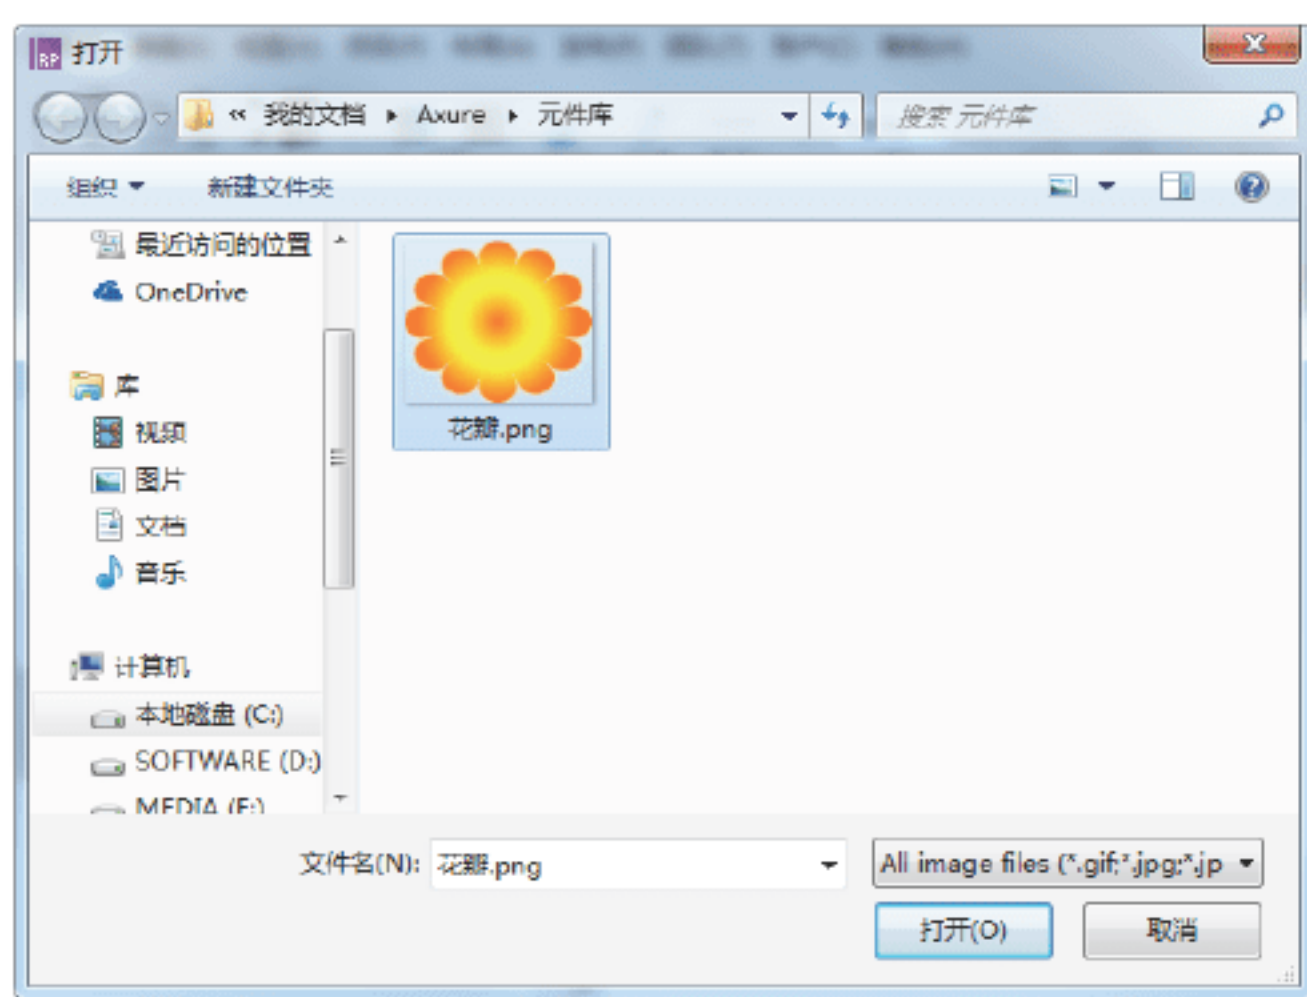 RP 打开
« 我的文档 ▸ Axure ▸ 元件库
搜索 元件库
组织 新建文件夹
最近访问的位置
OneDrive
库
视频
图片
文档
音乐
计算机
本地磁盘 (C:)
SOFTWARE (D:)
MEDIA (E:)
花瓣.png
文件名(N): 花瓣.png
All image files (*.gif;*.jpg;*.jp
打开(O) 取消